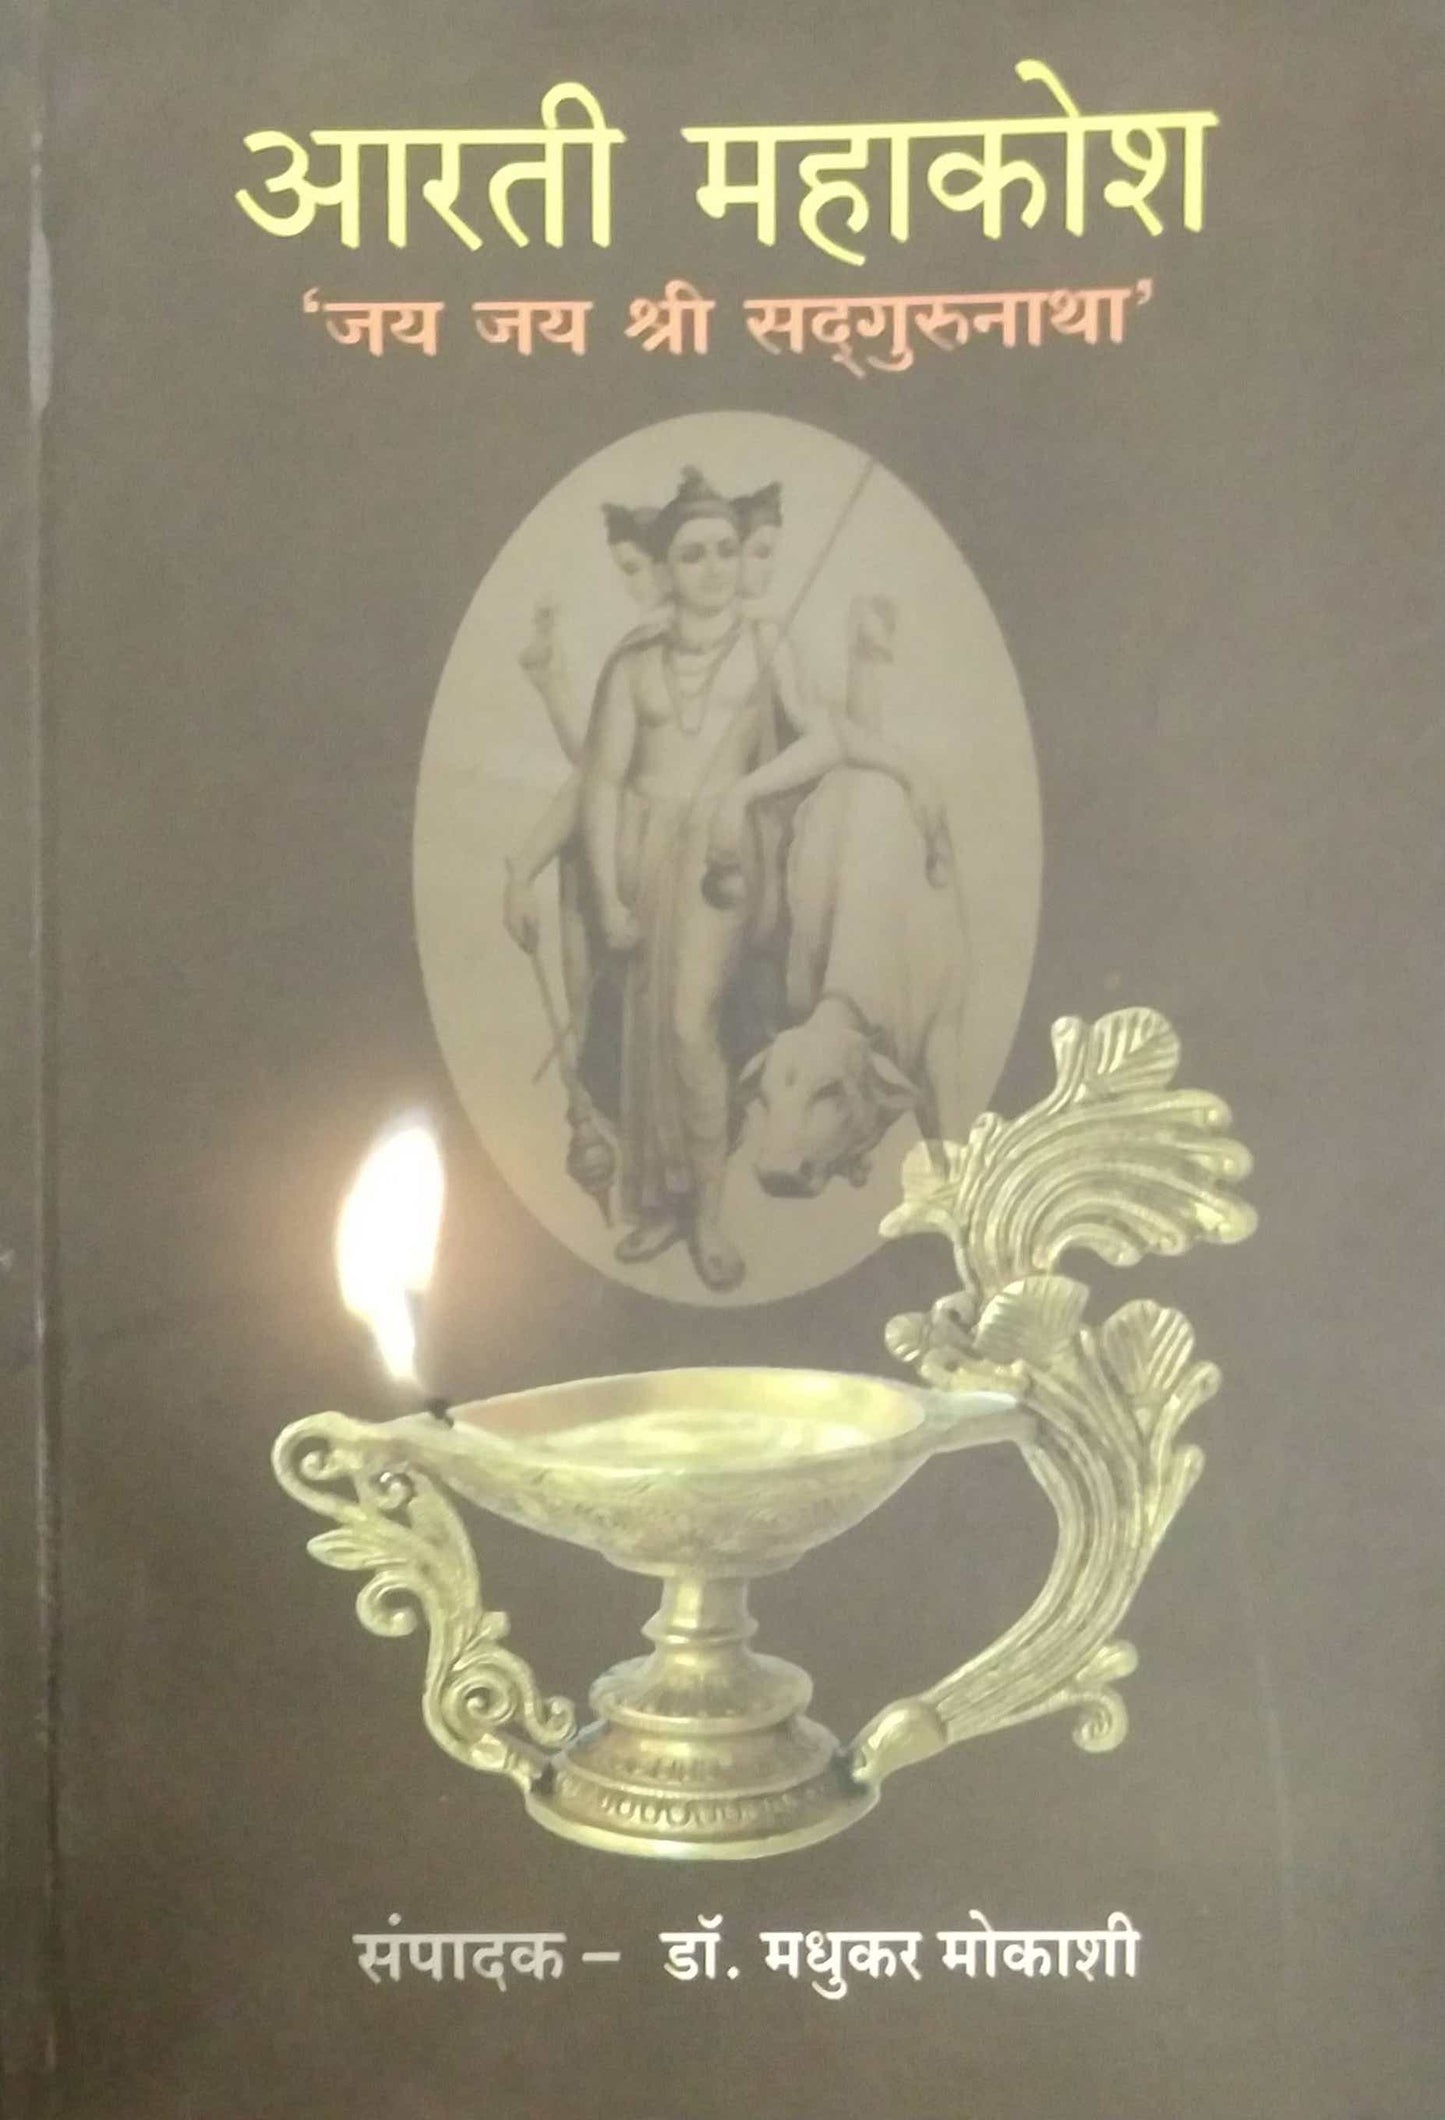 आरती महाकोश
‘जय जय श्री सद्‌गुरुनाथा’
संपादक – डॉ. मधुकर मोकाशी